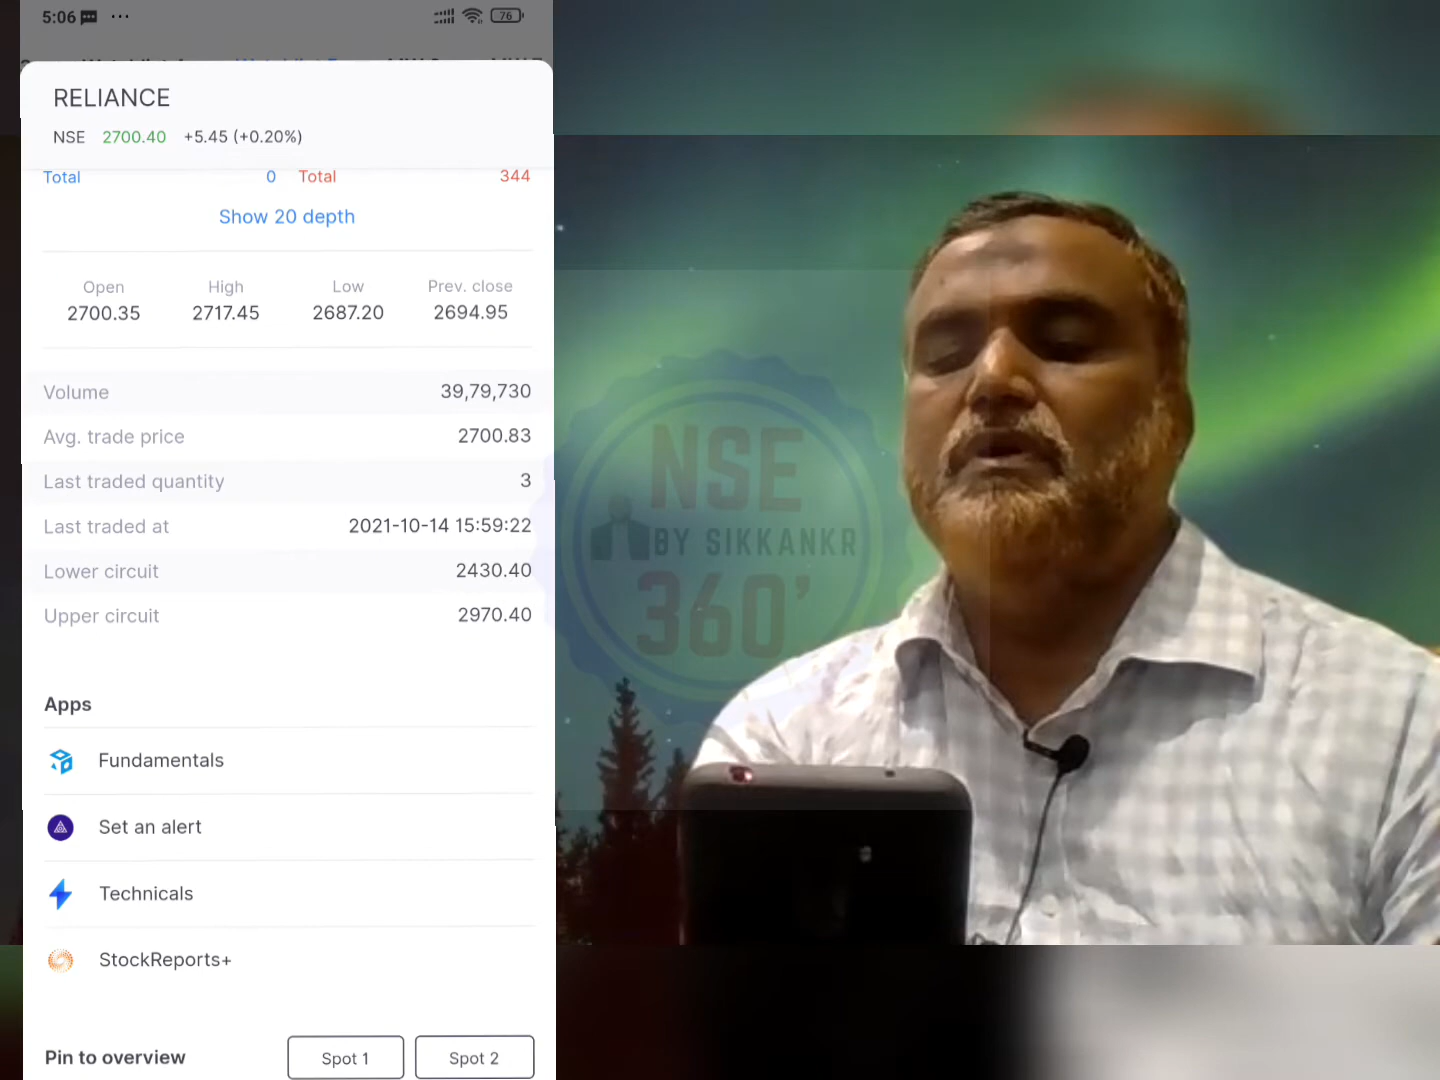 5:06
76
RELIANCE
NSE 2700.40 +5.45 (+0.20%)
Total 0 Total 344
Show 20 depth
Open High Low Prev. close
2700.35 2717.45 2687.20 2694.95
Volume 39,79,730
Avg. trade price 2700.83
Last traded quantity 3
Last traded at 2021-10-14 15:59:22
Lower circuit 2430.40
Upper circuit 2970.40
Apps
Fundamentals
Set an alert
Technicals
StockReports+
Pin to overview Spot 1 Spot 2
NSE
BY SIKKANKR
360'